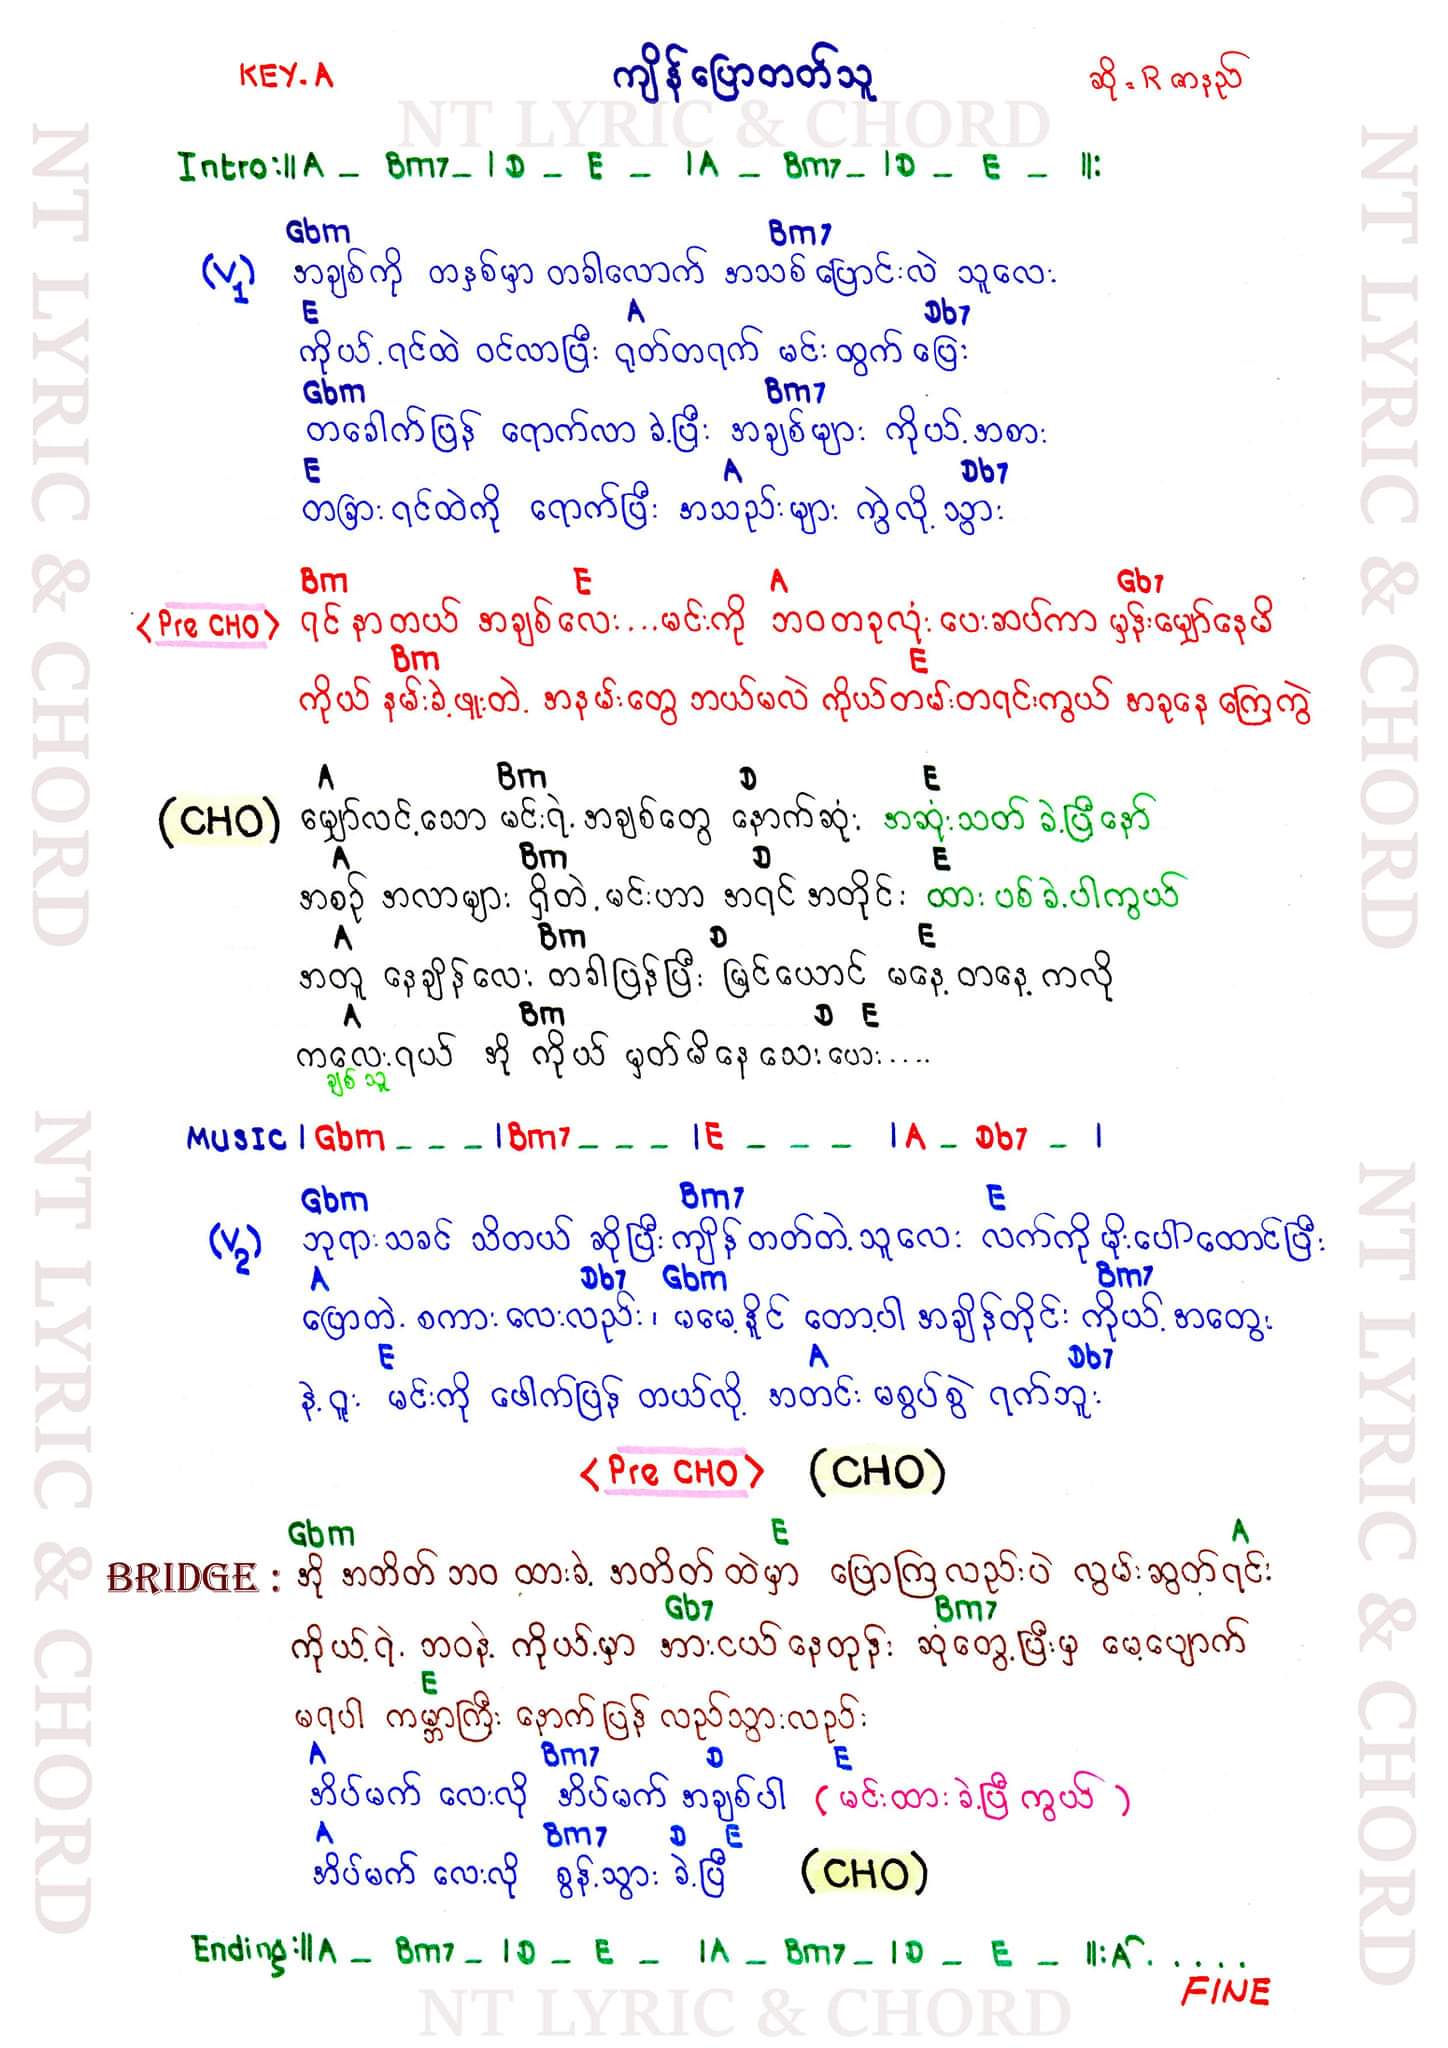 KEY.A ကျိန်ပြောတတ်သူ ဆို = R ဇာနည်
NT LYRIC & CHORD
Intro:||A _ Bm7_ |D _ E _ |A _ Bm7_ |D _ E _ ||:
Gbm Bm7
(V1) အချစ်ကို တနှစ်မှာ တခါလောက် အသစ်ပြောင်းလဲ သူလေး
E A Db7
ကိုယ့်ရင်ထဲ ဝင်လာပြီး ရုတ်တရက် မင်းထွက်ပြေး
Gbm Bm7
တခေါက်ပြန် ရောက်လာခဲ့ပြီး အချစ်များ ကိုယ့်အစား
E A Db7
တခြားရင်ထဲကို ရောက်ပြီး အသည်းများ ကွဲလို့သွား
Bm E A Gb7
<Pre CHO> ရင်နာတယ် အချစ်လေး...မင်းကို ဘဝတခုလုံး ပေးဆပ်ကာ မှန်းမျှော်နေမိ
Bm E
ကိုယ်နမ်းခဲ့ဖူးတဲ့ အနမ်းတွေ ဘယ်မလဲ ကိုယ်တမ်းတရင်းကွယ် အခုနေ ကြေကွဲ
A Bm D E
(CHO) မျှော်လင့်သော မင်းရဲ့အချစ်တွေ နောက်ဆုံး အဆုံးသတ်ခဲ့ပြီနော်
A Bm D E
အစဉ် အလာများ ရှိတဲ့မင်းဟာ အရင်အတိုင်း ထားပစ်ခဲ့ပါကွယ်
A Bm D E
အတူ နေချိန်လေး တခါပြန်ပြီး မြင်ယောင် မနေ့တနေ့ကလို
A Bm D E
ကလေးရယ် အို ကိုယ် မှတ်မိနေသေးပေါ့....
ချစ်သူ
MUSIC | Gbm _ _ _ |Bm7 _ _ _ |E _ _ _ |A _ Db7 _ |
Gbm Bm7 E
(V2) ဘုရားသခင် သိတယ် ဆိုပြီးကျိန်တတ်တဲ့သူလေး လက်ကိုမိုးပေါ်ထောင်ပြီး
A Db7 Gbm Bm7
ပြောတဲ့ စကားလေးလည်း၊ မမေ့နိုင်တော့ပါ အချိန်တိုင်း ကိုယ့်အတွေး
E A Db7
နဲ့ရူး မင်းကို ဖေါက်ပြန် တယ်လို့ အတင်း မစွပ်စွဲ ရက်ဘူး
<Pre CHO> (CHO)
Gbm E A
BRIDGE : အို အတိတ်ဘဝ ထားခဲ့ အတိတ်ထဲမှာ ပြောကြလည်းပဲ လွမ်းဆွတ်ရင်း
Gb7 Bm7
ကိုယ့်ရဲ့ဘဝနဲ့ ကိုယ့်မှာ အားငယ်နေတုန်း ဆုံတွေ့ပြီးမှ မေ့ပျောက်
E
မရပါ ကမ္ဘာကြီး နောက်ပြန်လည်သွားလည်း
A Bm7 D E
အိပ်မက်လေးလို အိပ်မက်အချစ်ပါ (မင်းထားခဲ့ပြီကွယ်)
A Bm7 D E
အိပ်မက်လေးလို စွန့်သွားခဲ့ပြီ (CHO)
Ending:||A _ Bm7_ |D _ E _ |A _ Bm7_ |D _ E _ ||:A.....
FINE
NT LYRIC & CHORD
NT LYRIC & CHORD
NT LYRIC & CHORD
NT LYRIC & CHORD
NT LYRIC & CHORD